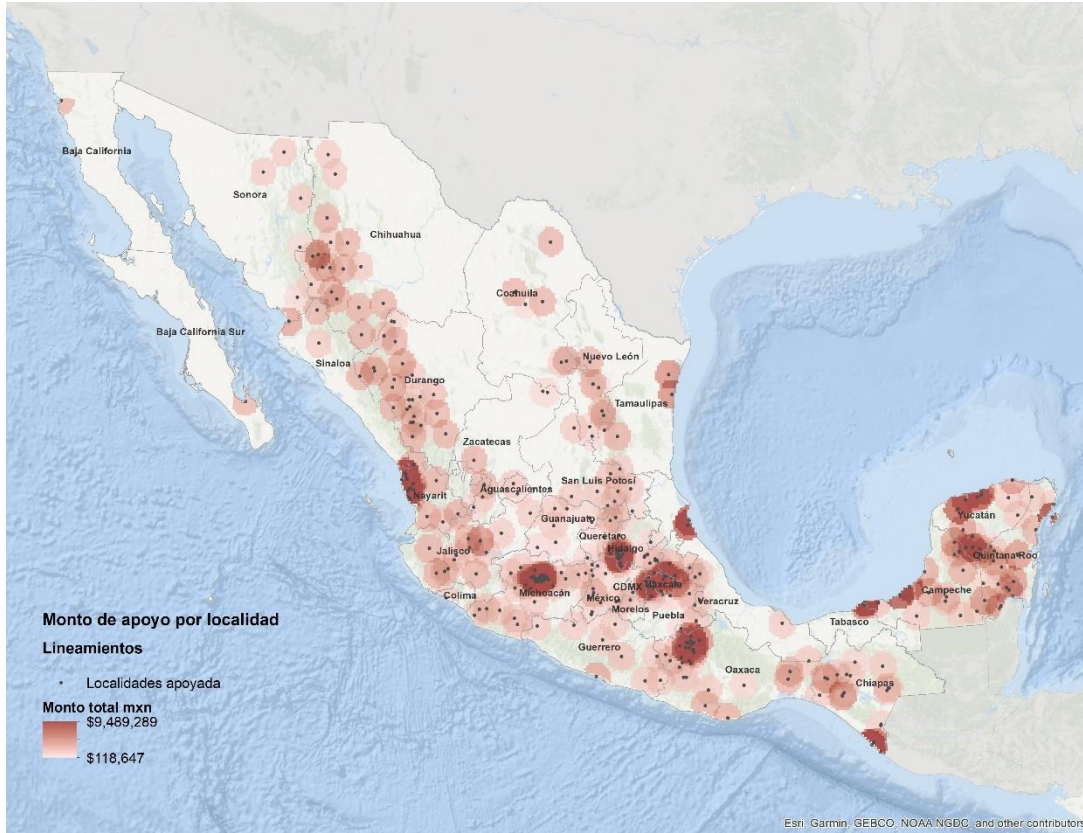 Baja California
Sonora
Chihuahua
Coahuila
Baja California Sur
Nuevo León
Sinaloa
Durango
Tamaulipas
Zacatecas
San Luis Potosí
Aguascalientes
Nayarit
Guanajuato
Yucatán
Querétaro
Jalisco
Hidalgo
Quintana Roo
CDMX
Tlaxcala
Michoacán
Campeche
Colima
México
Veracruz
Morelos
Puebla
Tabasco
Guerrero
Oaxaca
Chiapas
Monto de apoyo por localidad
Lineamientos
Localidades apoyada
Monto total mxn
$9,489,289
$118,647
Esri, Garmin, GEBCO, NOAA NGDC, and other contributors